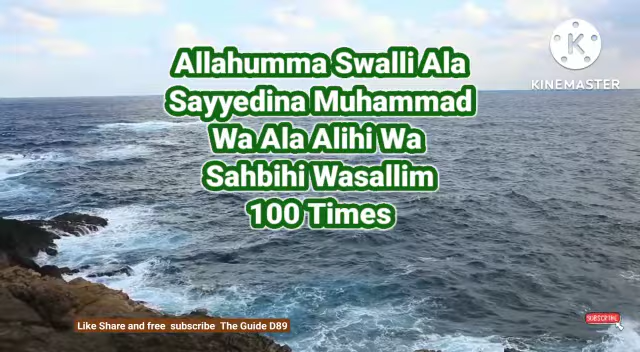 Allahumma Swalli Ala
Sayyedina Muhammad
Wa Ala Alihi Wa
Sahbihi Wasallim
100 Times
KINEMASTER
Like Share and free subscribe The Guide D89
SUBSCRIBE